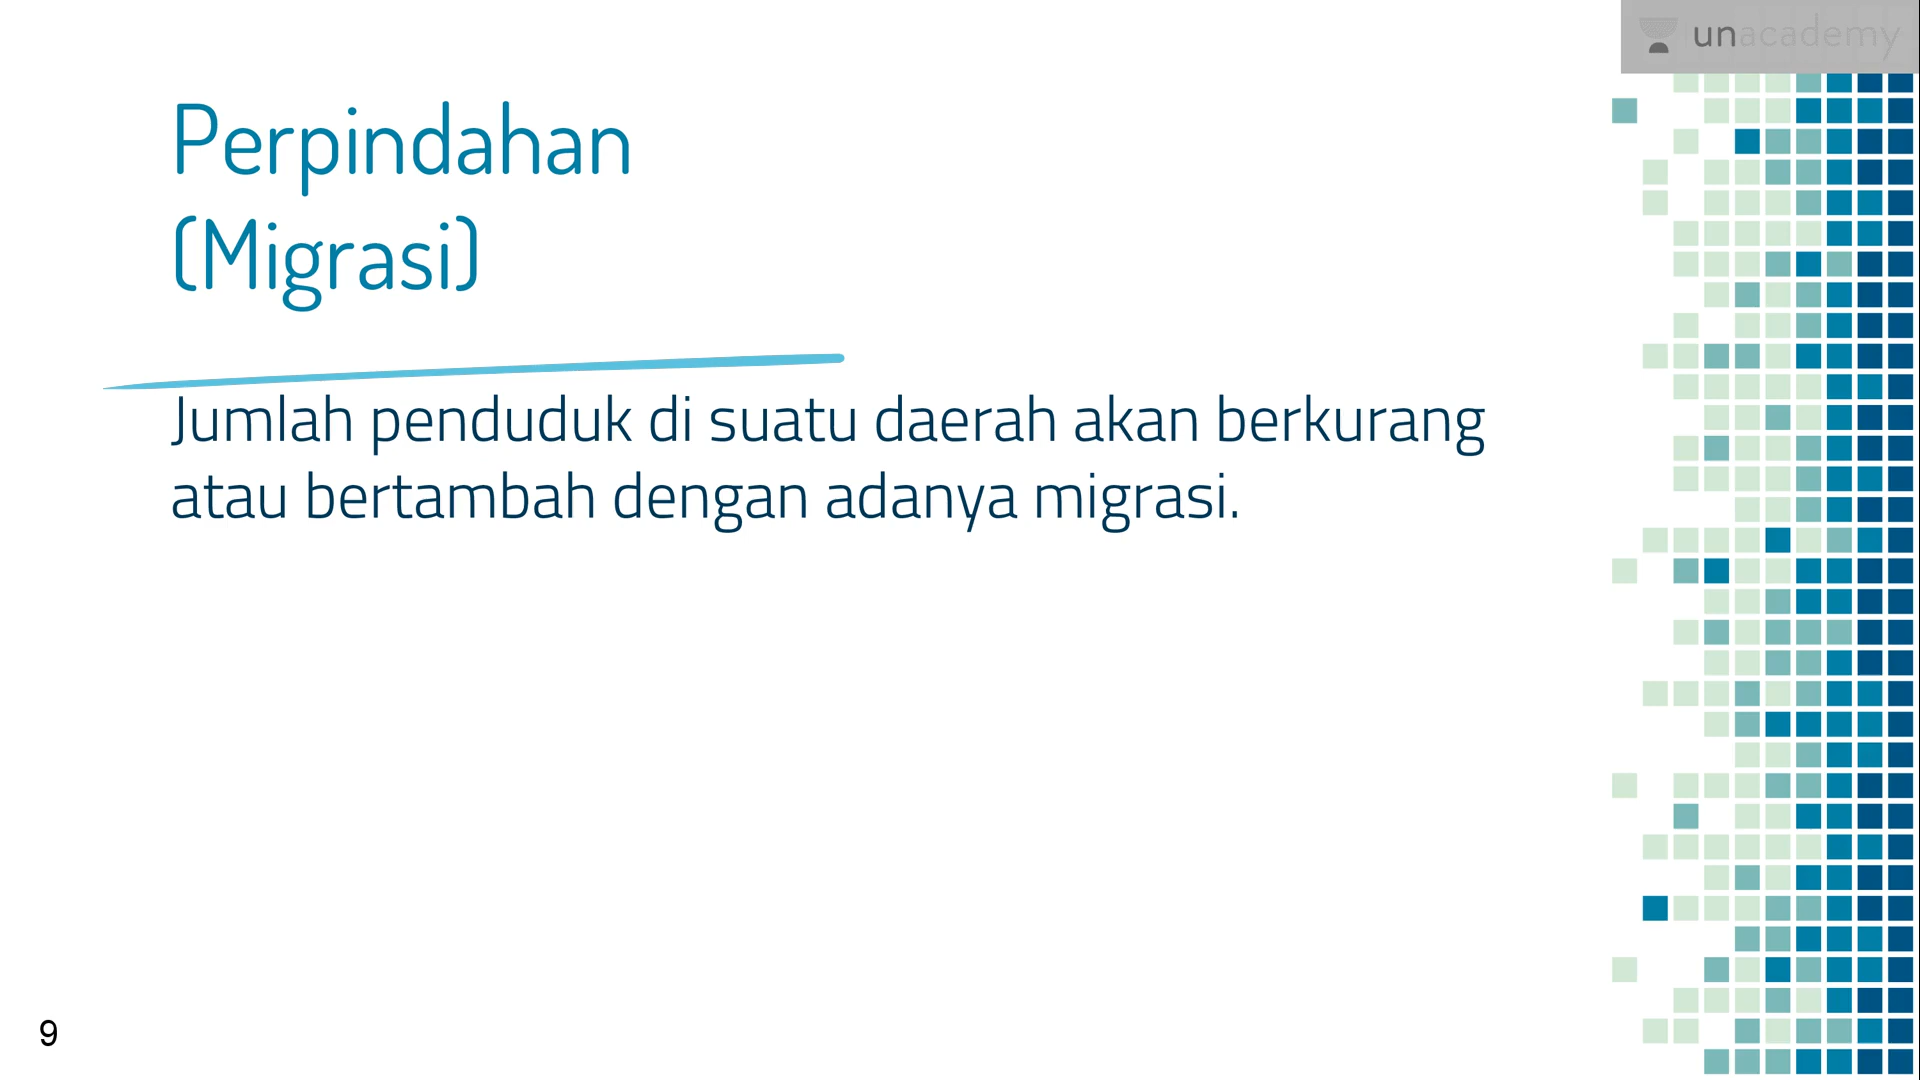 unacademy
Perpindahan
(Migrasi)
Jumlah penduduk di suatu daerah akan berkurang
atau bertambah dengan adanya migrasi.
9